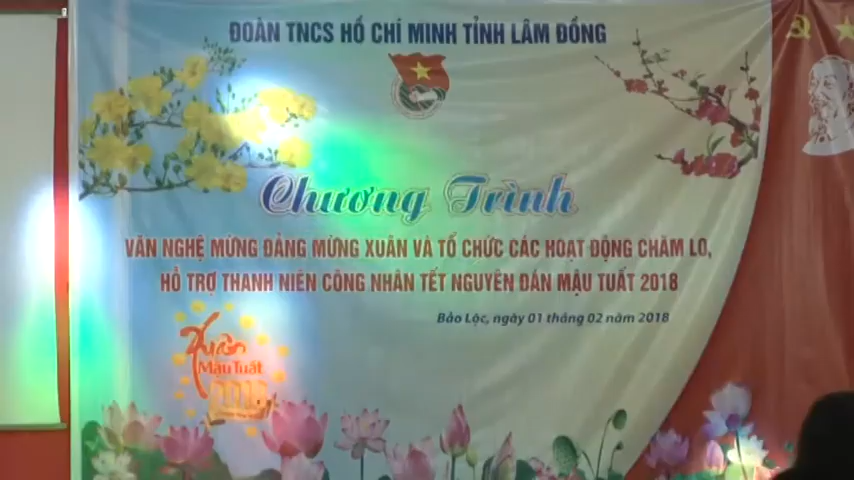 ĐOÀN TNCS HỒ CHÍ MINH TỈNH LÂM ĐỒNG
Chương Trình
VĂN NGHỆ MỪNG ĐẢNG MỪNG XUÂN VÀ TỔ CHỨC CÁC HOẠT ĐỘNG CHĂM LO,
HỖ TRỢ THANH NIÊN CÔNG NHÂN TẾT NGUYÊN ĐÁN MẬU TUẤT 2018
Bảo Lộc, ngày 01 tháng 02 năm 2018
Xuân
Mậu Tuất
2018